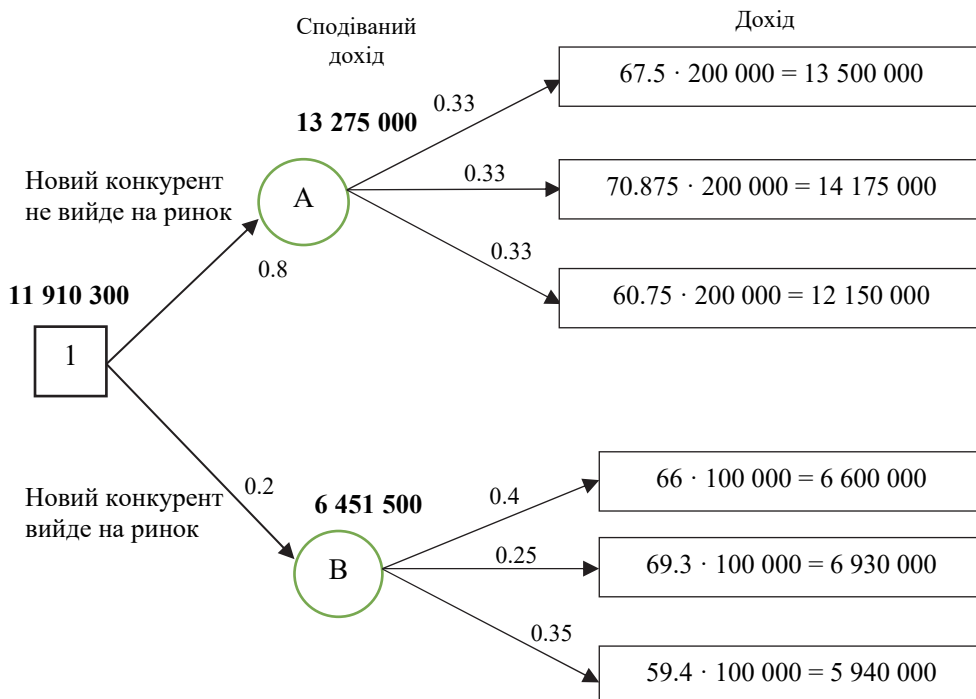 Сподіваний
дохід
Дохід
67.5 · 200 000 = 13 500 000
0.33
13 275 000
Новий конкурент
не вийде на ринок
А
0.33
70.875 · 200 000 = 14 175 000
0.33
0.8
60.75 · 200 000 = 12 150 000
11 910 300
1
66 · 100 000 = 6 600 000
Новий конкурент
вийде на ринок
0.2
6 451 500
0.4
0.25
69.3 · 100 000 = 6 930 000
В
0.35
59.4 · 100 000 = 5 940 000